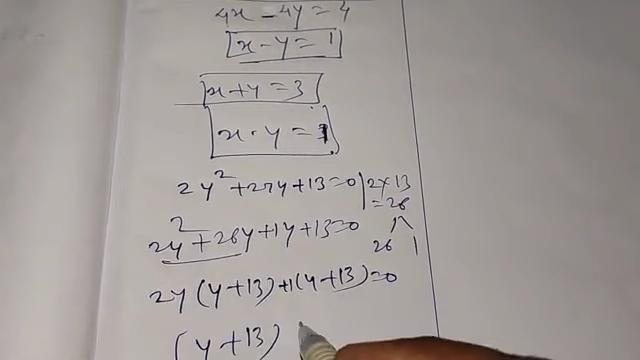 4x - 4y = 4
x - y = 1
x + y = 3
x - y = 1
2y² + 27y + 13 = 0 | 2 x 13
= 26
2y² + 26y + 1y + 13 = 0
26 1
2y (y + 13) + 1(y + 13) = 0
(y + 13)